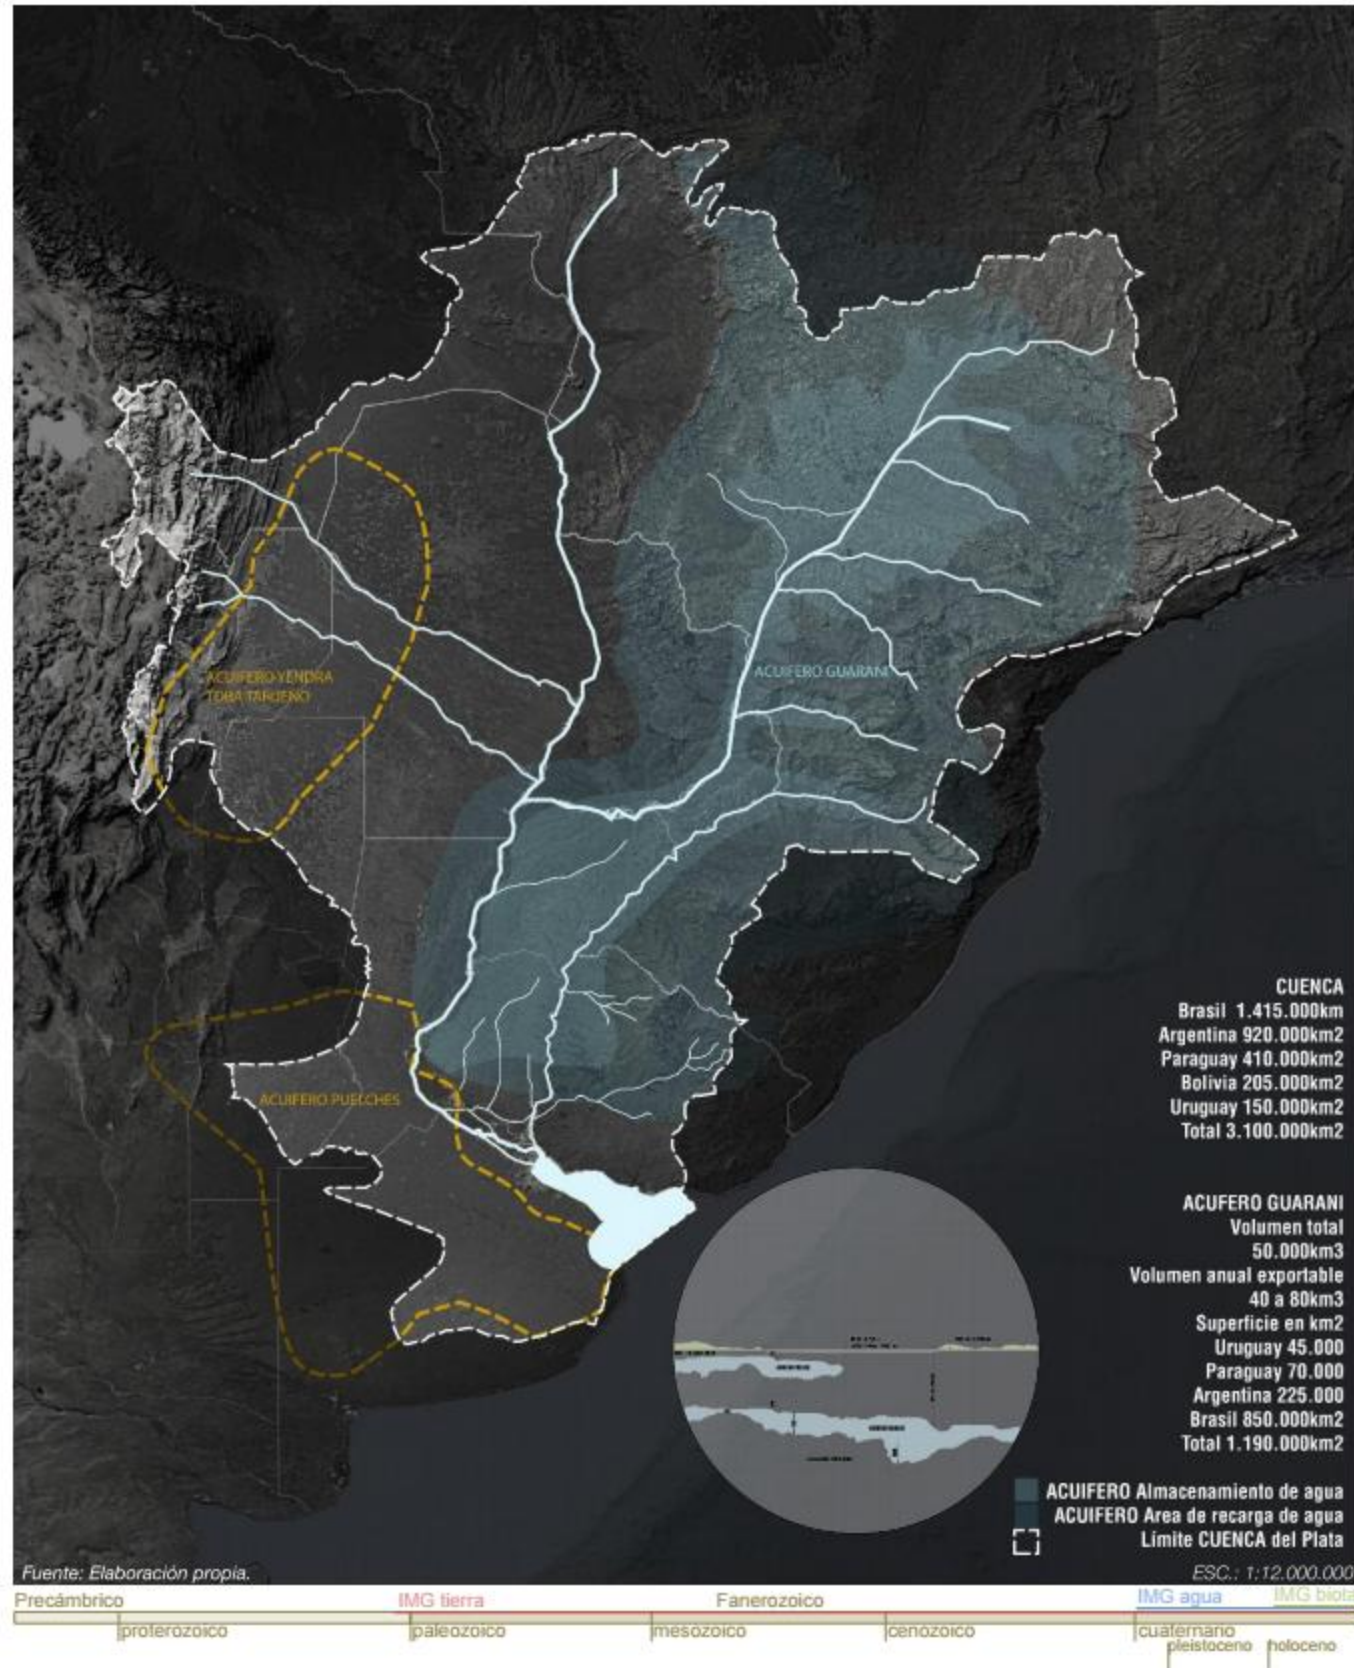 ACUIFERO YENDRA
TOBA TARIJENO
ACUIFERO GUARANI
ACUIFERO PUELCHES
CUENCA
Brasil 1.415.000km
Argentina 920.000km2
Paraguay 410.000km2
Bolivia 205.000km2
Uruguay 150.000km2
Total 3.100.000km2
ACUFERO GUARANI
Volumen total
50.000km3
Volumen anual exportable
40 a 80km3
Superficie en km2
Uruguay 45.000
Paraguay 70.000
Argentina 225.000
Brasil 850.000km2
Total 1.190.000km2
ACUIFERO Almacenamiento de agua
ACUIFERO Area de recarga de agua
Límite CUENCA del Plata
Fuente: Elaboración propia.
ESC.: 1:12.000.000
Precámbrico
IMG tierra
Fanerozoico
IMG agua
IMG biota
proterozoico
paleozoico
mesozoico
cenozoico
cuaternario
pleistoceno
holoceno